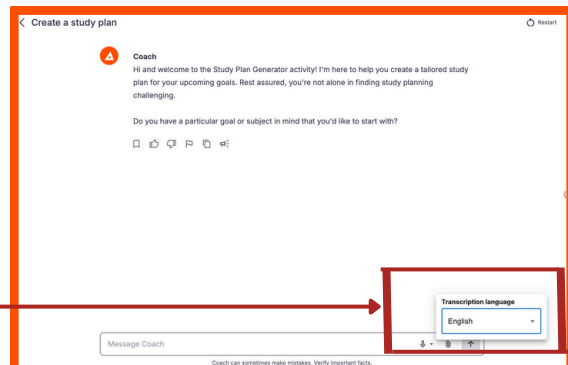 Create a study plan
Restart
Coach
Hi and welcome to the Study Plan Generator activity! I'm here to help you create a tailored study
plan for your upcoming goals. Rest assured, you're not alone in finding study planning
challenging.
Do you have a particular goal or subject in mind that you'd like to start with?
Transcription language
English
Message Coach
Coach can sometimes make mistakes. Verify important facts.